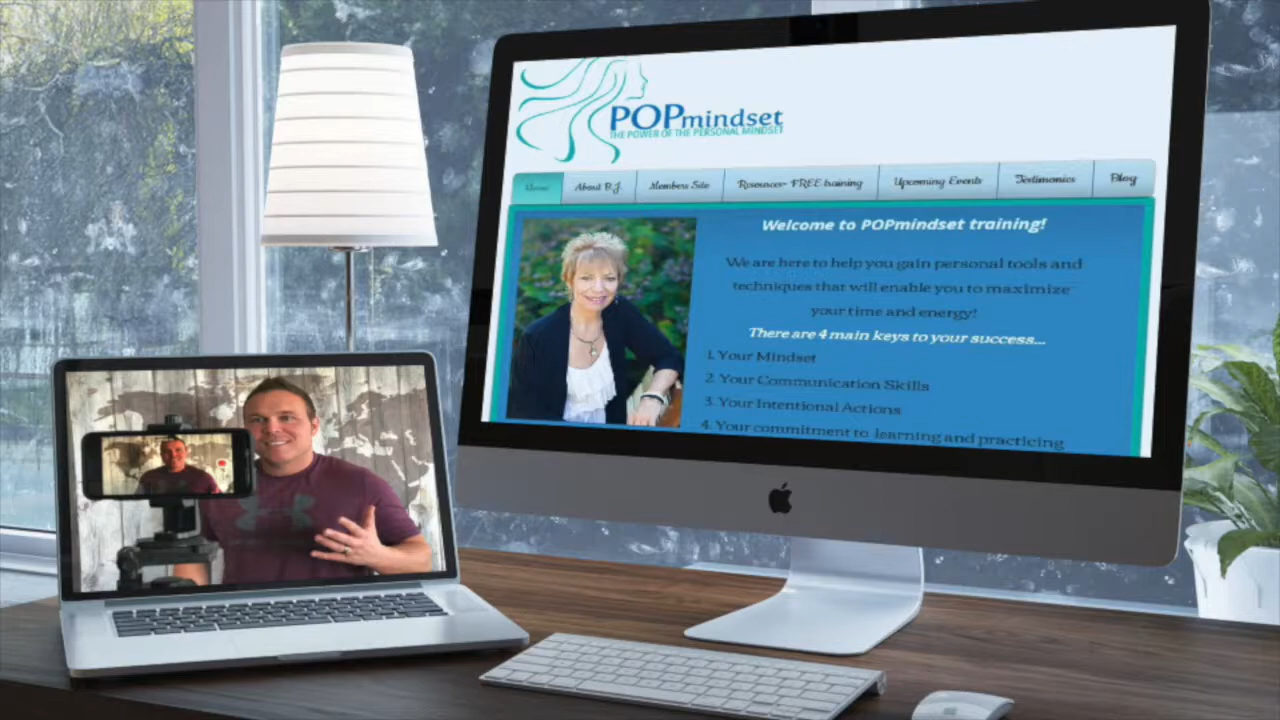 POPmindset
THE POWER OF THE PERSONAL MINDSET
Home
About B.J.
Members Site
Resources- FREE training
Upcoming Events
Testimonies
Blog
Welcome to POPmindset training!
We are here to help you gain personal tools and
techniques that will enable you to maximize
your time and energy!
There are 4 main keys to your success...
1. Your Mindset
2. Your Communication Skills
3. Your Intentional Actions
4. Your commitment to learning and practicing